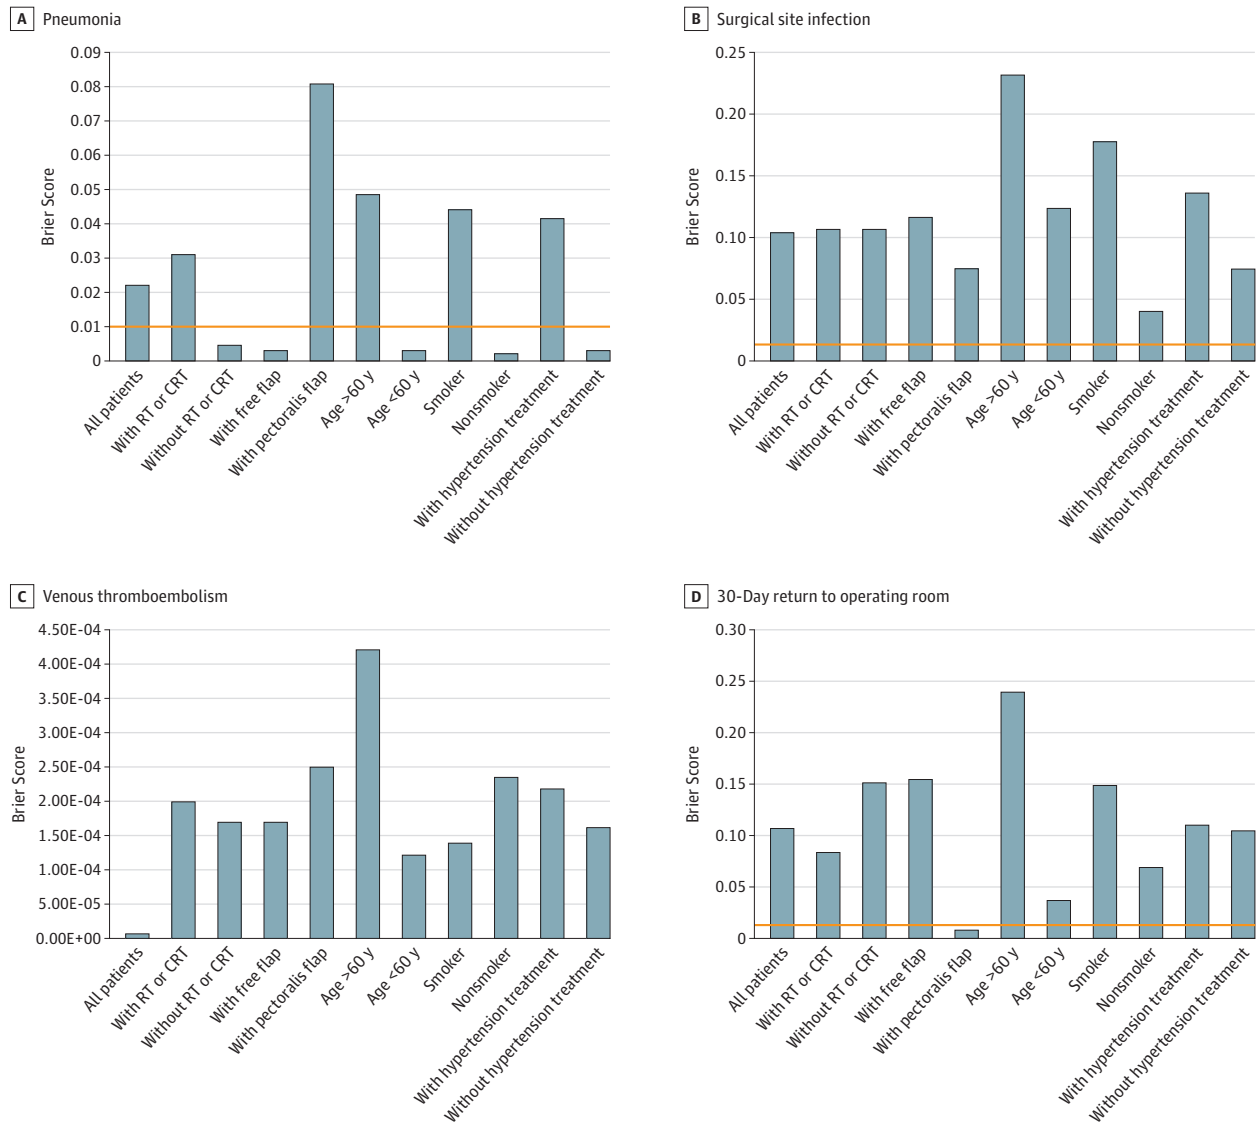 A Pneumonia
0.09
0.08
0.07
0.06
0.05
0.04
0.03
0.02
0.01
0
Brier Score
All patients
With RT or CRT
Without RT or CRT
With free flap
With pectoralis flap
Age >60 y
Age <60 y
Smoker
Nonsmoker
With hypertension treatment
Without hypertension treatment
B Surgical site infection
0.25
0.20
0.15
0.10
0.05
0
Brier Score
All patients
With RT or CRT
Without RT or CRT
With free flap
With pectoralis flap
Age >60 y
Age <60 y
Smoker
Nonsmoker
With hypertension treatment
Without hypertension treatment
C Venous thromboembolism
4.50E-04
4.00E-04
3.50E-04
3.00E-04
2.50E-04
2.00E-04
1.50E-04
1.00E-04
5.00E-05
0.00E+00
Brier Score
All patients
With RT or CRT
Without RT or CRT
With free flap
With pectoralis flap
Age >60 y
Age <60 y
Smoker
Nonsmoker
With hypertension treatment
Without hypertension treatment
D 30-Day return to operating room
0.30
0.25
0.20
0.15
0.10
0.05
0
Brier Score
All patients
With RT or CRT
Without RT or CRT
With free flap
With pectoralis flap
Age >60 y
Age <60 y
Smoker
Nonsmoker
With hypertension treatment
Without hypertension treatment